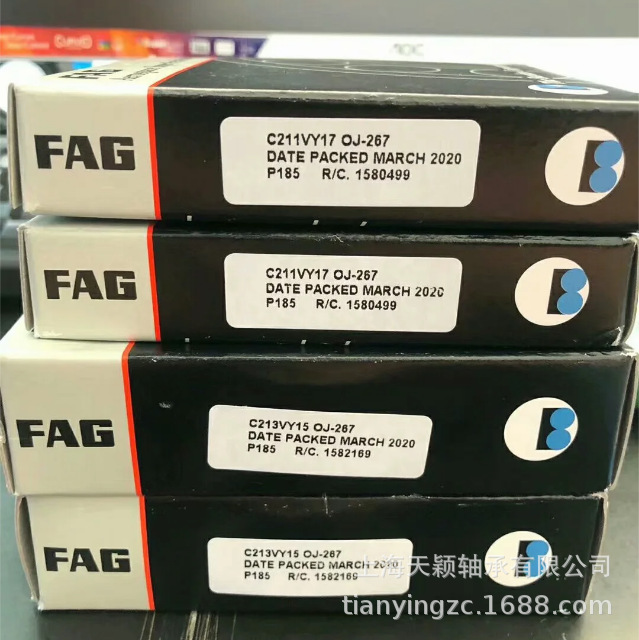 FAG
C211VY17 OJ-267
DATE PACKED MARCH 2020
P185 R/C. 1580499
FAG
C211VY17 OJ-267
DATE PACKED MARCH 2020
P185 R/C. 1580499
FAG
C213VY15 OJ-267
DATE PACKED MARCH 2020
P185 R/C. 1582169
FAG
C213VY15 OJ-267
DATE PACKED MARCH 2020
P185 R/C. 1582169
上海天颖轴承有限公司
tianyingzc.1688.com